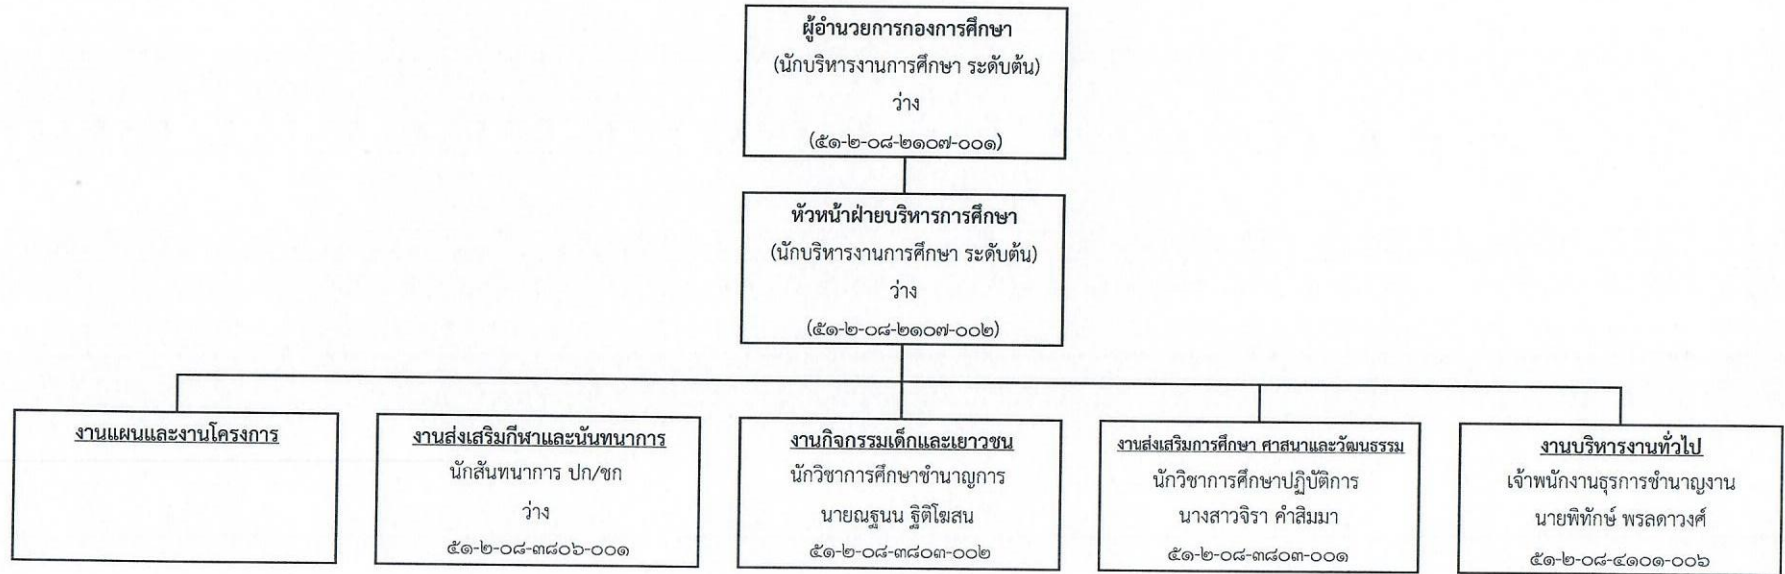 ผู้อำนวยการกองการศึกษา
(นักบริหารงานการศึกษา ระดับต้น)
ว่าง
(๕๑-๒-๐๘-๒๑๐๗-๐๐๑)
หัวหน้าฝ่ายบริหารการศึกษา
(นักบริหารงานการศึกษา ระดับต้น)
ว่าง
(๕๑-๒-๐๘-๒๑๐๗-๐๐๒)
งานแผนและงานโครงการ
งานส่งเสริมกีฬาและนันทนาการ
นักสันทนาการ ปก/ชก
ว่าง
๕๑-๒-๐๘-๓๘๐๖-๐๐๑
งานกิจกรรมเด็กและเยาวชน
นักวิชาการศึกษาชำนาญการ
นายณฐนน ฐิติโฆสน
๕๑-๒-๐๘-๓๘๐๓-๐๐๒
งานส่งเสริมการศึกษา ศาสนาและวัฒนธรรม
นักวิชาการศึกษาปฏิบัติการ
นางสาวจิรา คำสิมมา
๕๑-๒-๐๘-๓๘๐๓-๐๐๑
งานบริหารงานทั่วไป
เจ้าพนักงานธุรการชำนาญงาน
นายพิทักษ์ พรลดาวงศ์
๕๑-๒-๐๘-๔๑๐๑-๐๐๖